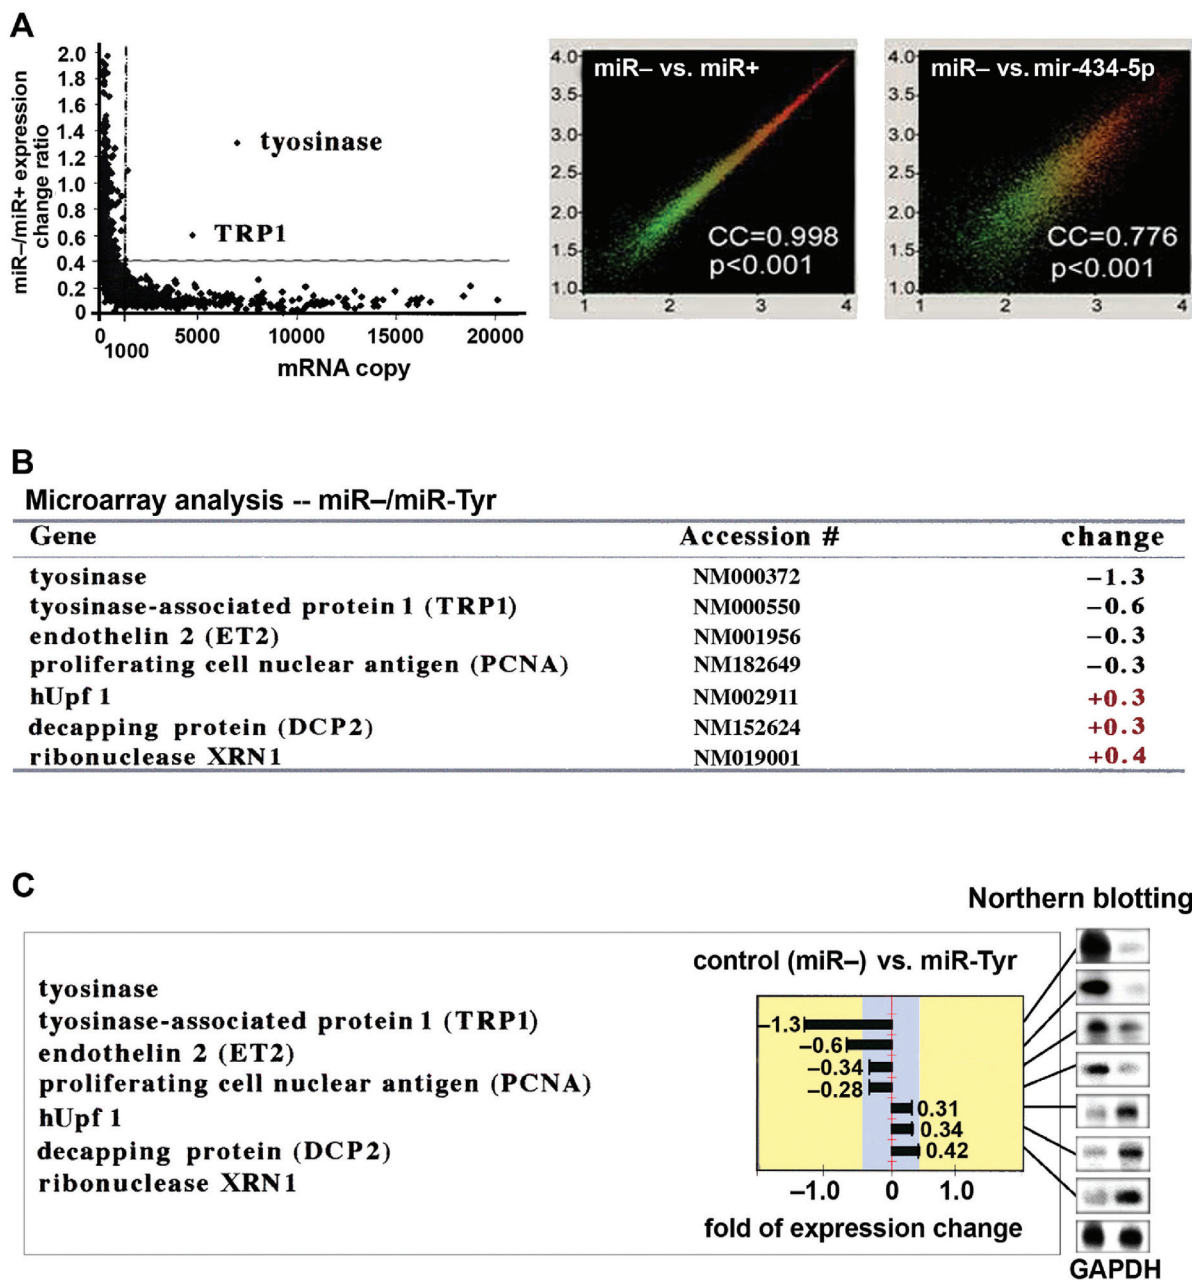 A
miR–/miR+ expression
change ratio
2.0
1.8
1.6
1.4
1.2
1.0
0.8
0.6
0.4
0.2
0
tyosinase
TRP1
0
1000
5000
10000
15000
20000
mRNA copy
miR– vs. miR+
4.0
3.5
3.0
2.5
2.0
1.5
1.0
CC=0.998
p<0.001
1 2 3 4
miR– vs. mir-434-5p
4.0
3.5
3.0
2.5
2.0
1.5
1.0
CC=0.776
p<0.001
1 2 3 4
B
Microarray analysis -- miR–/miR-Tyr
Gene Accession # change
tyosinase NM000372 –1.3
tyosinase-associated protein 1 (TRP1) NM000550 –0.6
endothelin 2 (ET2) NM001956 –0.3
proliferating cell nuclear antigen (PCNA) NM182649 –0.3
hUpf 1 NM002911 +0.3
decapping protein (DCP2) NM152624 +0.3
ribonuclease XRN1 NM019001 +0.4
C
Northern blotting
control (miR–) vs. miR-Tyr
tyosinase
tyosinase-associated protein 1 (TRP1)
endothelin 2 (ET2)
proliferating cell nuclear antigen (PCNA)
hUpf 1
decapping protein (DCP2)
ribonuclease XRN1
–1.3
–0.6
–0.34
–0.28
0.31
0.34
0.42
–1.0 0 1.0
fold of expression change
GAPDH